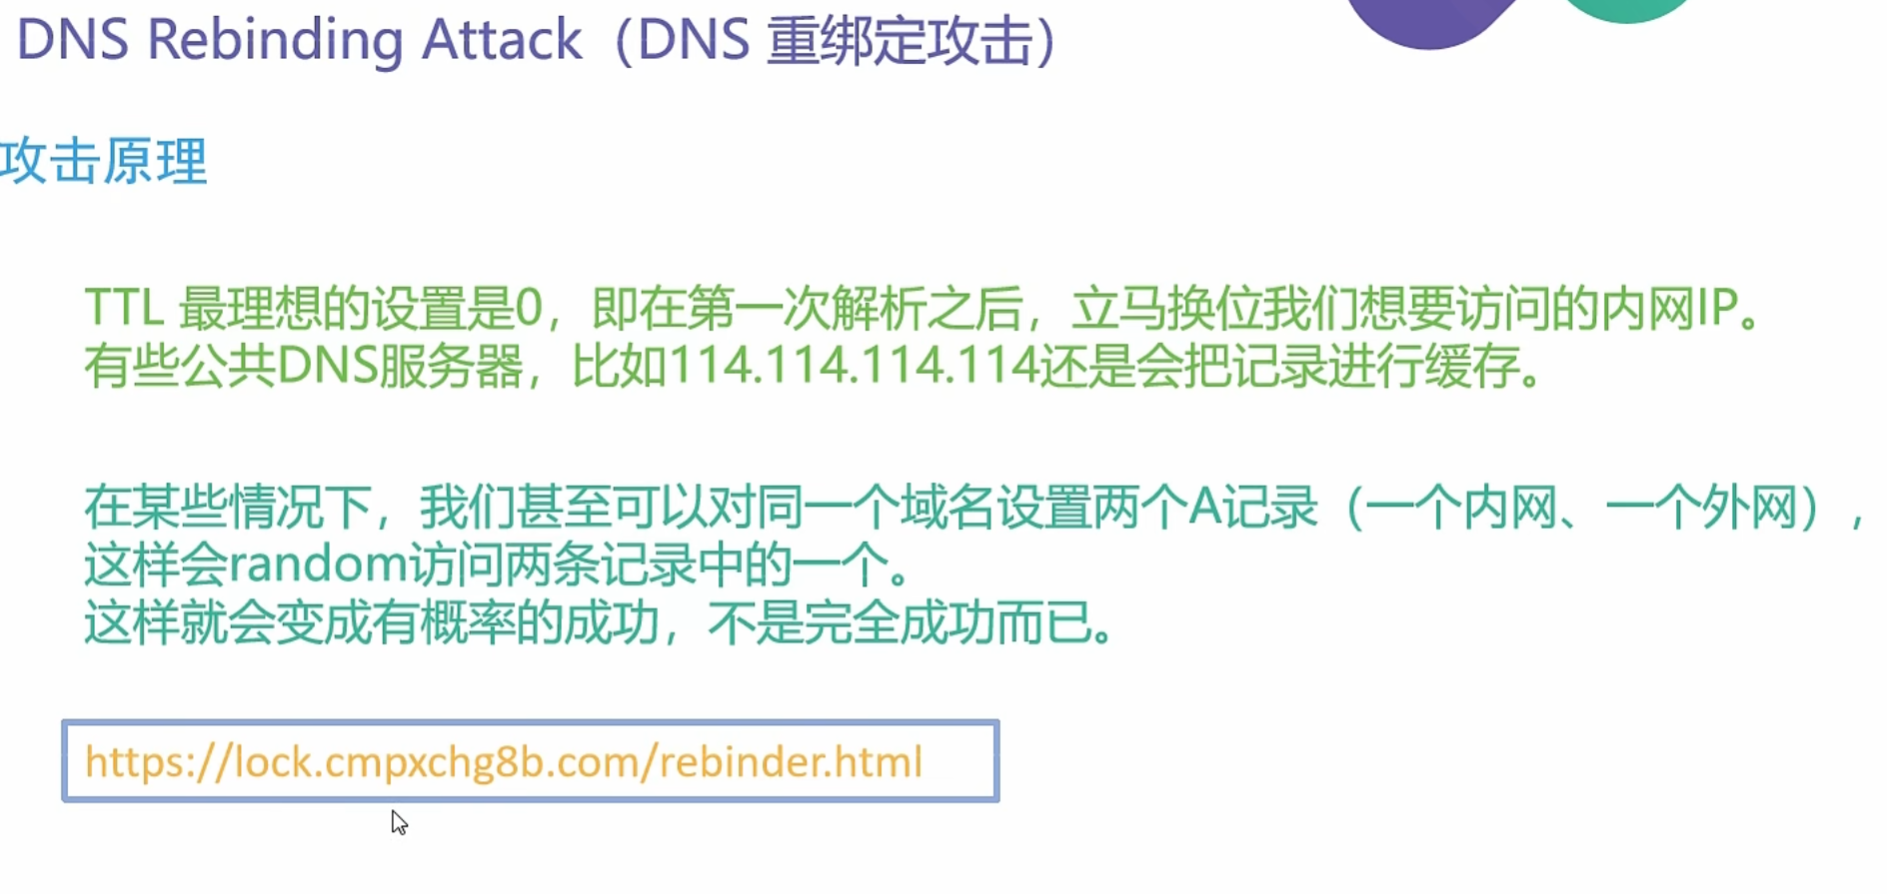 DNS Rebinding Attack（DNS 重绑定攻击）
攻击原理
TTL 最理想的设置是0，即在第一次解析之后，立马换位我们想要访问的内网IP。
有些公共DNS服务器，比如114.114.114.114还是会把记录进行缓存。
在某些情况下，我们甚至可以对同一个域名设置两个A记录（一个内网、一个外网），
这样会random访问两条记录中的一个。
这样就会变成有概率的成功，不是完全成功而已。
https://lock.cmpxchg8b.com/rebinder.html